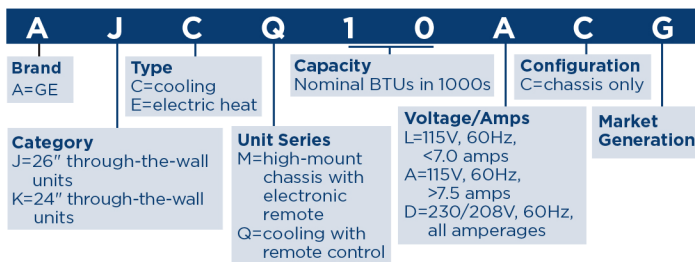 A J C Q 1 0 A C G
Brand
A=GE
Type
C=cooling
E=electric heat
Capacity
Nominal BTUs in 1000s
Configuration
C=chassis only
Category
J=26" through-the-wall
units
K=24" through-the-wall
units
Unit Series
M=high-mount
chassis with
electronic
remote
Q=cooling with
remote control
Voltage/Amps
L=115V, 60Hz,
<7.0 amps
A=115V, 60Hz,
>7.5 amps
D=230/208V, 60Hz,
all amperages
Market
Generation